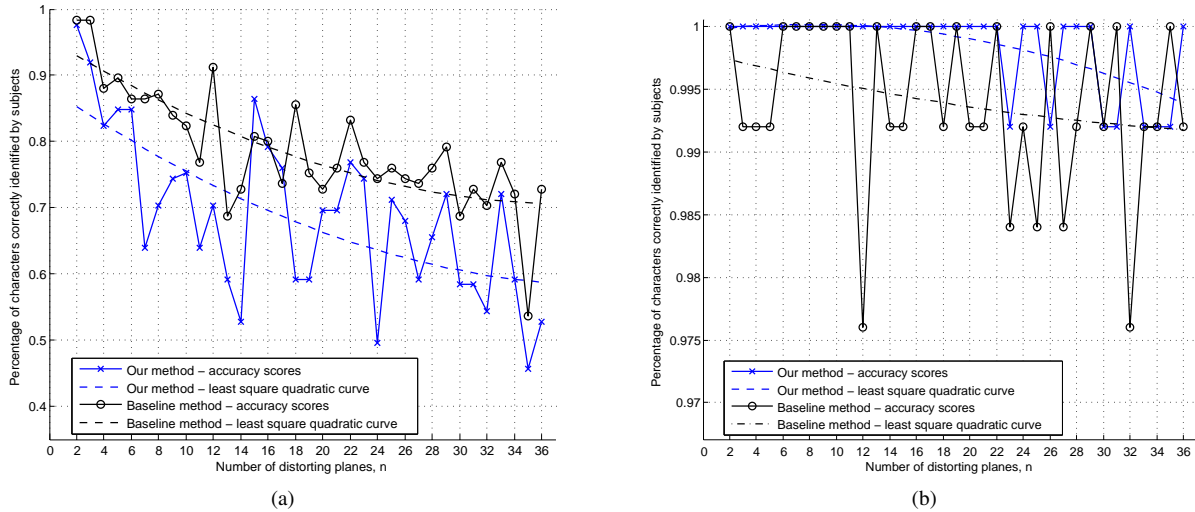 Percentage of characters correctly identified by subjects
1
0.9
0.8
0.7
0.6
0.5
0.4
Our method – accuracy scores
Our method – least square quadratic curve
Baseline method – accuracy scores
Baseline method – least square quadratic curve
0 2 4 6 8 10 12 14 16 18 20 22 24 26 28 30 32 34 36
Number of distorting planes, n
(a)
Percentage of characters correctly identified by subjects
1
0.995
0.99
0.985
0.98
0.975
0.97
Our method – accuracy scores
Our method – least square quadratic curve
Baseline method – accuracy scores
Baseline method – least square quadratic curve
0 2 4 6 8 10 12 14 16 18 20 22 24 26 28 30 32 34 36
Number of distorting planes, n
(b)